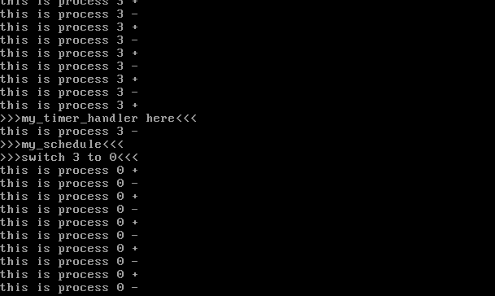 this is process 3 +
this is process 3 -
this is process 3 +
this is process 3 -
this is process 3 +
this is process 3 -
this is process 3 +
this is process 3 -
this is process 3 +
>>>my_timer_handler here<<<
this is process 3 -
>>>my_schedule<<<
>>>switch 3 to 0<<<
this is process 0 +
this is process 0 -
this is process 0 +
this is process 0 -
this is process 0 +
this is process 0 -
this is process 0 +
this is process 0 -
this is process 0 +
this is process 0 -